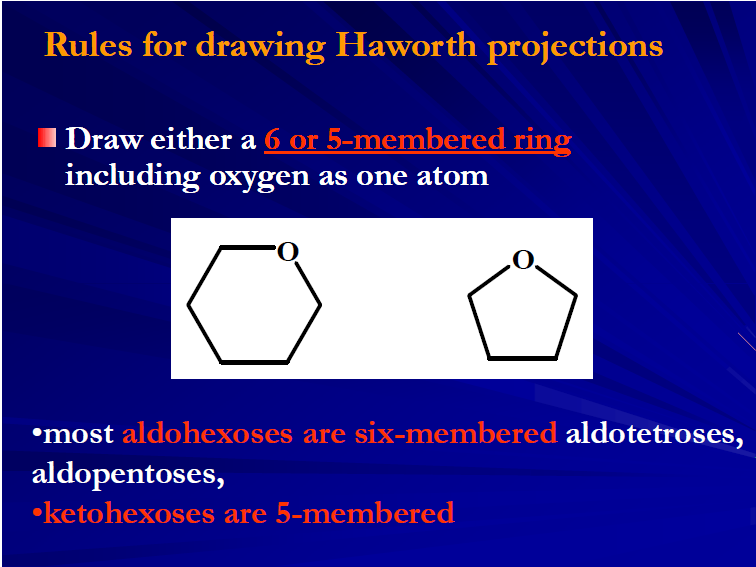 Rules for drawing Haworth projections
Draw either a 6 or 5-membered ring
including oxygen as one atom
O
O
•most aldohexoses are six-membered aldotetroses,
aldopentoses,
•ketohexoses are 5-membered